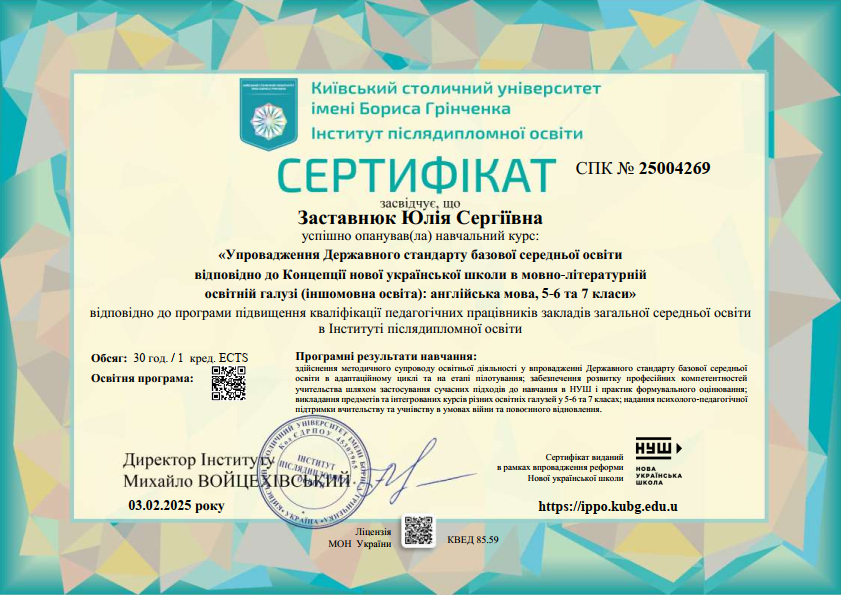 Київський столичний університет
імені Бориса Грінченка
Інститут післядипломної освіти
СЕРТИФІКАТ
СПК № 25004269
засвідчує, що
Заставнюк Юлія Сергіївна
успішно опанував(ла) навчальний курс:
«Упровадження Державного стандарту базової середньої освіти
відповідно до Концепції нової української школи в мовно-літературній
освітній галузі (іншомовна освіта): англійська мова, 5-6 та 7 класи»
відповідно до програми підвищення кваліфікації педагогічних працівників закладів загальної середньої освіти
в Інституті післядипломної освіти
Обсяг: 30 год. / 1 кред. ECTS
Освітня програма:
Програмні результати навчання:
здійснення методичного супроводу освітньої діяльності у впровадженні Державного стандарту базової середньої
освіти в адаптаційному циклі та на етапі пілотування; забезпечення розвитку професійних компетентностей
учительства шляхом застосування сучасних підходів до навчання в НУШ і практик формувального оцінювання;
викладання предметів та інтегрованих курсів різних освітніх галузей у 5-6 та 7 класах; надання психолого-педагогічної
підтримки вчительству та учнівству в умовах війни та повоєнного відновлення.
Директор Інституту
Михайло ВОЙЦЕХІВСЬКИЙ
03.02.2025 року
ІНСТИТУТ
ПІСЛЯДИПЛОМНОЇ
ОСВІТИ
Сертифікат виданий
в рамках впровадження реформи
Нової української школи
НУШ
НОВА
УКРАЇНСЬКА
ШКОЛА
https://ippo.kubg.edu.u
Ліцензія
МОН України
КВЕД 85.59